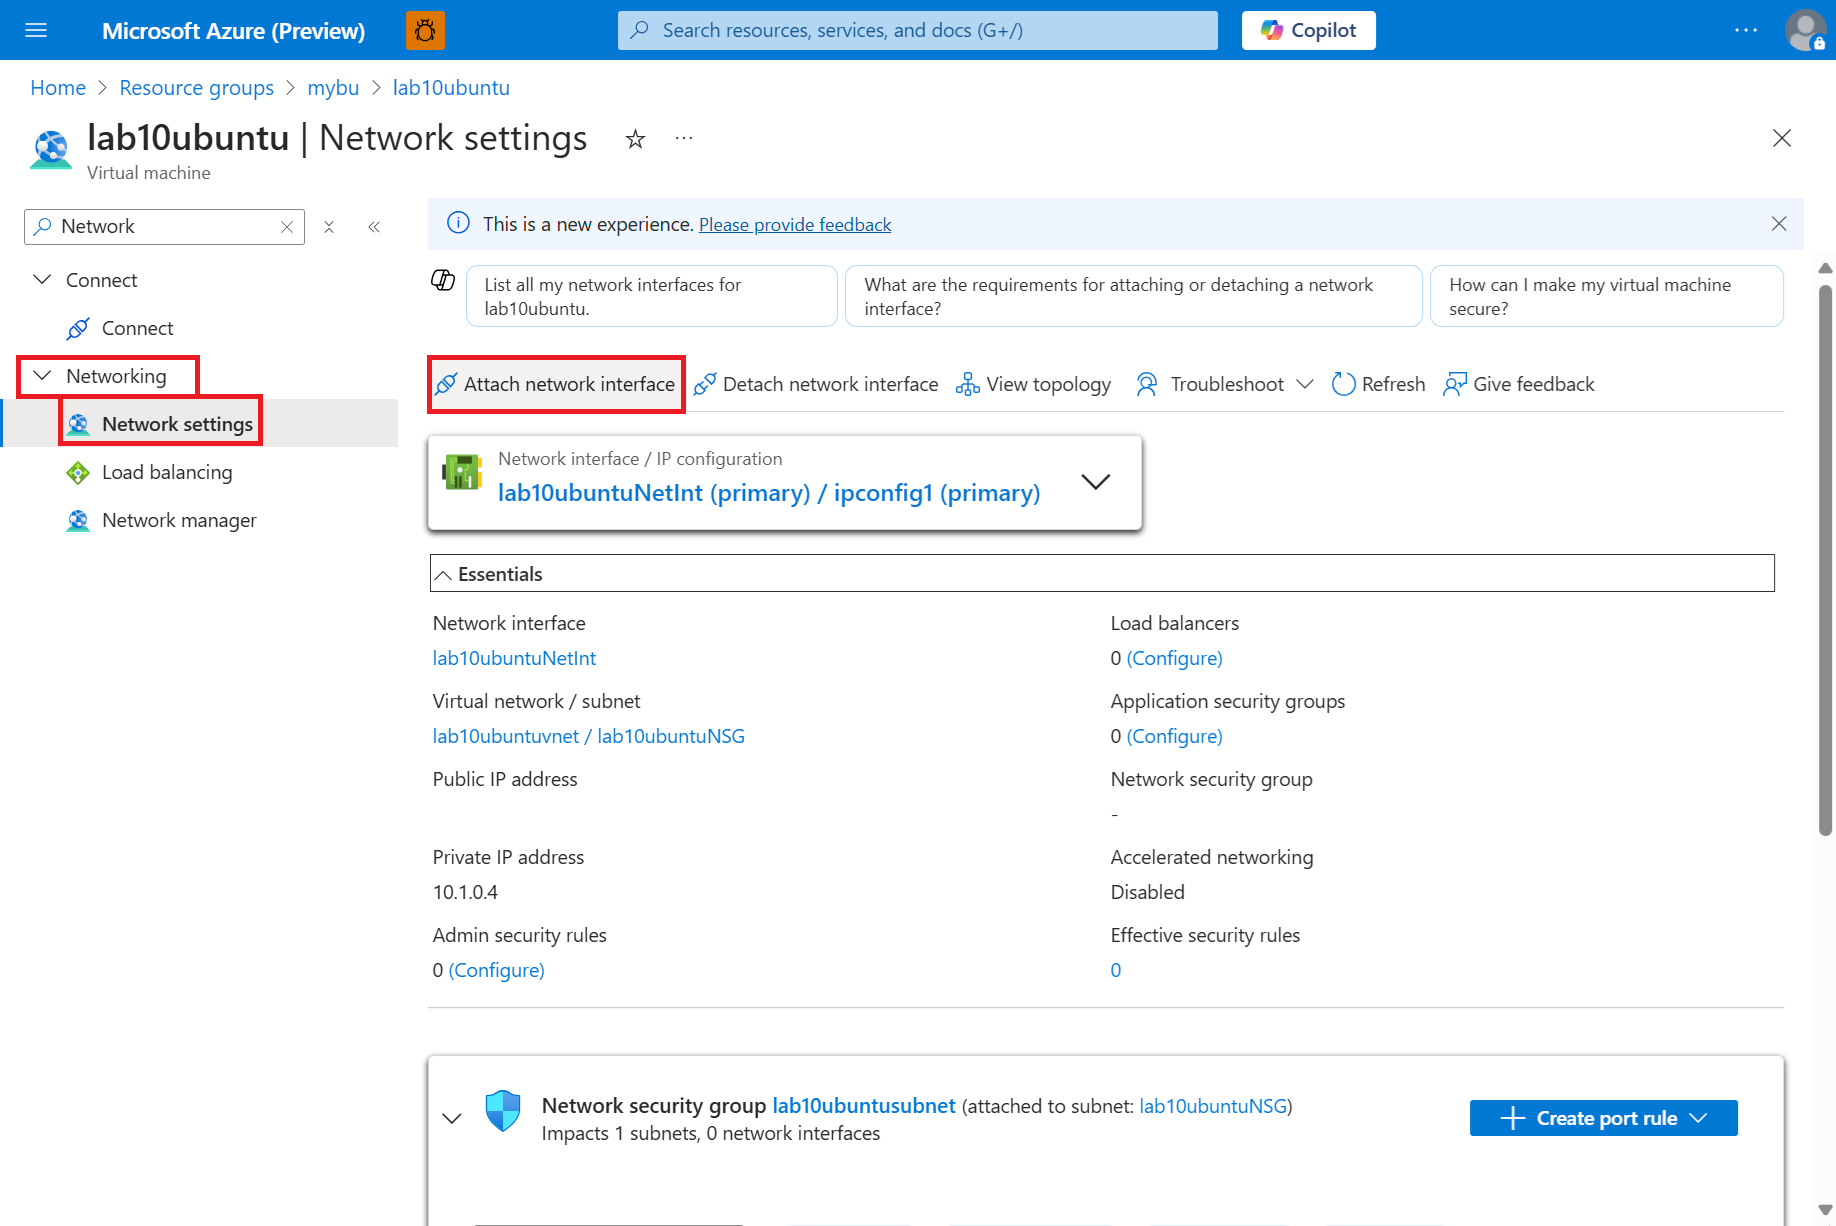 Microsoft Azure (Preview)
Search resources, services, and docs (G+/)
Copilot
Home > Resource groups > mybu > lab10ubuntu
lab10ubuntu | Network settings
Virtual machine
Network
Connect
Connect
Networking
Network settings
Load balancing
Network manager
This is a new experience. Please provide feedback
List all my network interfaces for
lab10ubuntu.
What are the requirements for attaching or detaching a network
interface?
How can I make my virtual machine
secure?
Attach network interface
Detach network interface
View topology
Troubleshoot
Refresh
Give feedback
Network interface / IP configuration
lab10ubuntuNetInt (primary) / ipconfig1 (primary)
Essentials
Network interface
lab10ubuntuNetInt
Virtual network / subnet
lab10ubuntuvnet / lab10ubuntuNSG
Public IP address
Private IP address
10.1.0.4
Admin security rules
0 (Configure)
Load balancers
0 (Configure)
Application security groups
0 (Configure)
Network security group
-
Accelerated networking
Disabled
Effective security rules
0
Network security group lab10ubuntusubnet (attached to subnet: lab10ubuntuNSG)
Impacts 1 subnets, 0 network interfaces
Create port rule